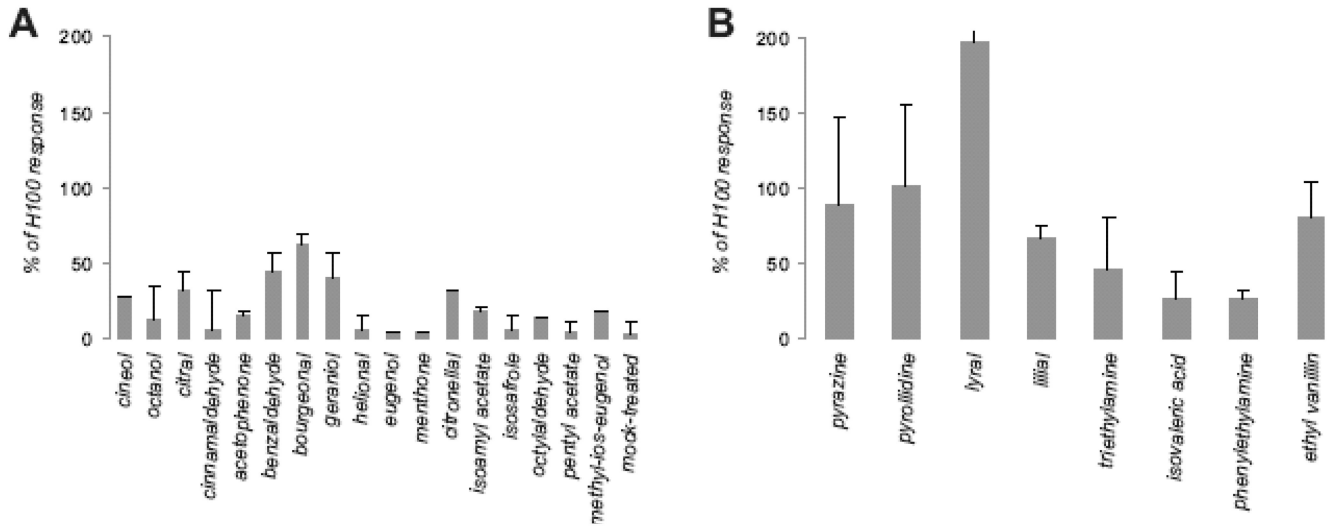 A
% of H100 response
200
150
100
50
0
cineol
octanol
citral
cinnamaldehyde
acetophenone
benzaldehyde
bourgeonal
geraniol
helional
eugenol
menthone
citronellal
isoamyl acetate
isosafrole
octylaldehyde
pentyl acetate
methyl-ios-eugenol
mock-treated
B
% of H100 response
200
150
100
50
0
pyrazine
pyrollidine
lyral
lilial
triethylamine
isovaleric acid
phenylethylamine
ethyl vanillin